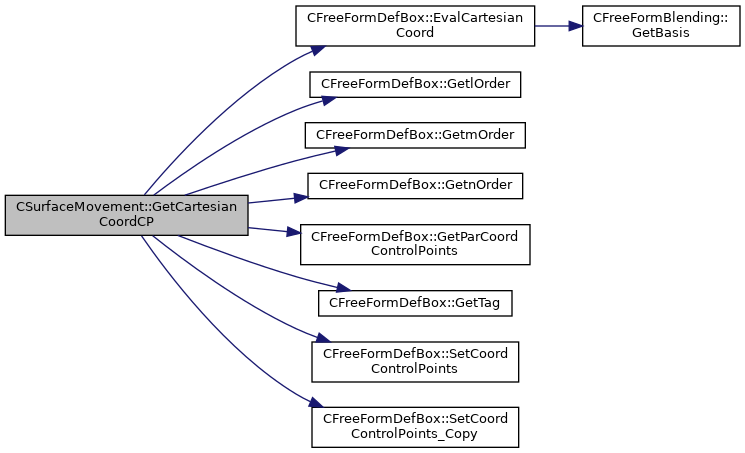 CFreeFormDefBox::EvalCartesian
Coord
CFreeFormBlending::
GetBasis
CFreeFormDefBox::GetlOrder
CFreeFormDefBox::GetmOrder
CFreeFormDefBox::GetnOrder
CSurfaceMovement::GetCartesian
CoordCP
CFreeFormDefBox::GetParCoord
ControlPoints
CFreeFormDefBox::GetTag
CFreeFormDefBox::SetCoord
ControlPoints
CFreeFormDefBox::SetCoord
ControlPoints_Copy